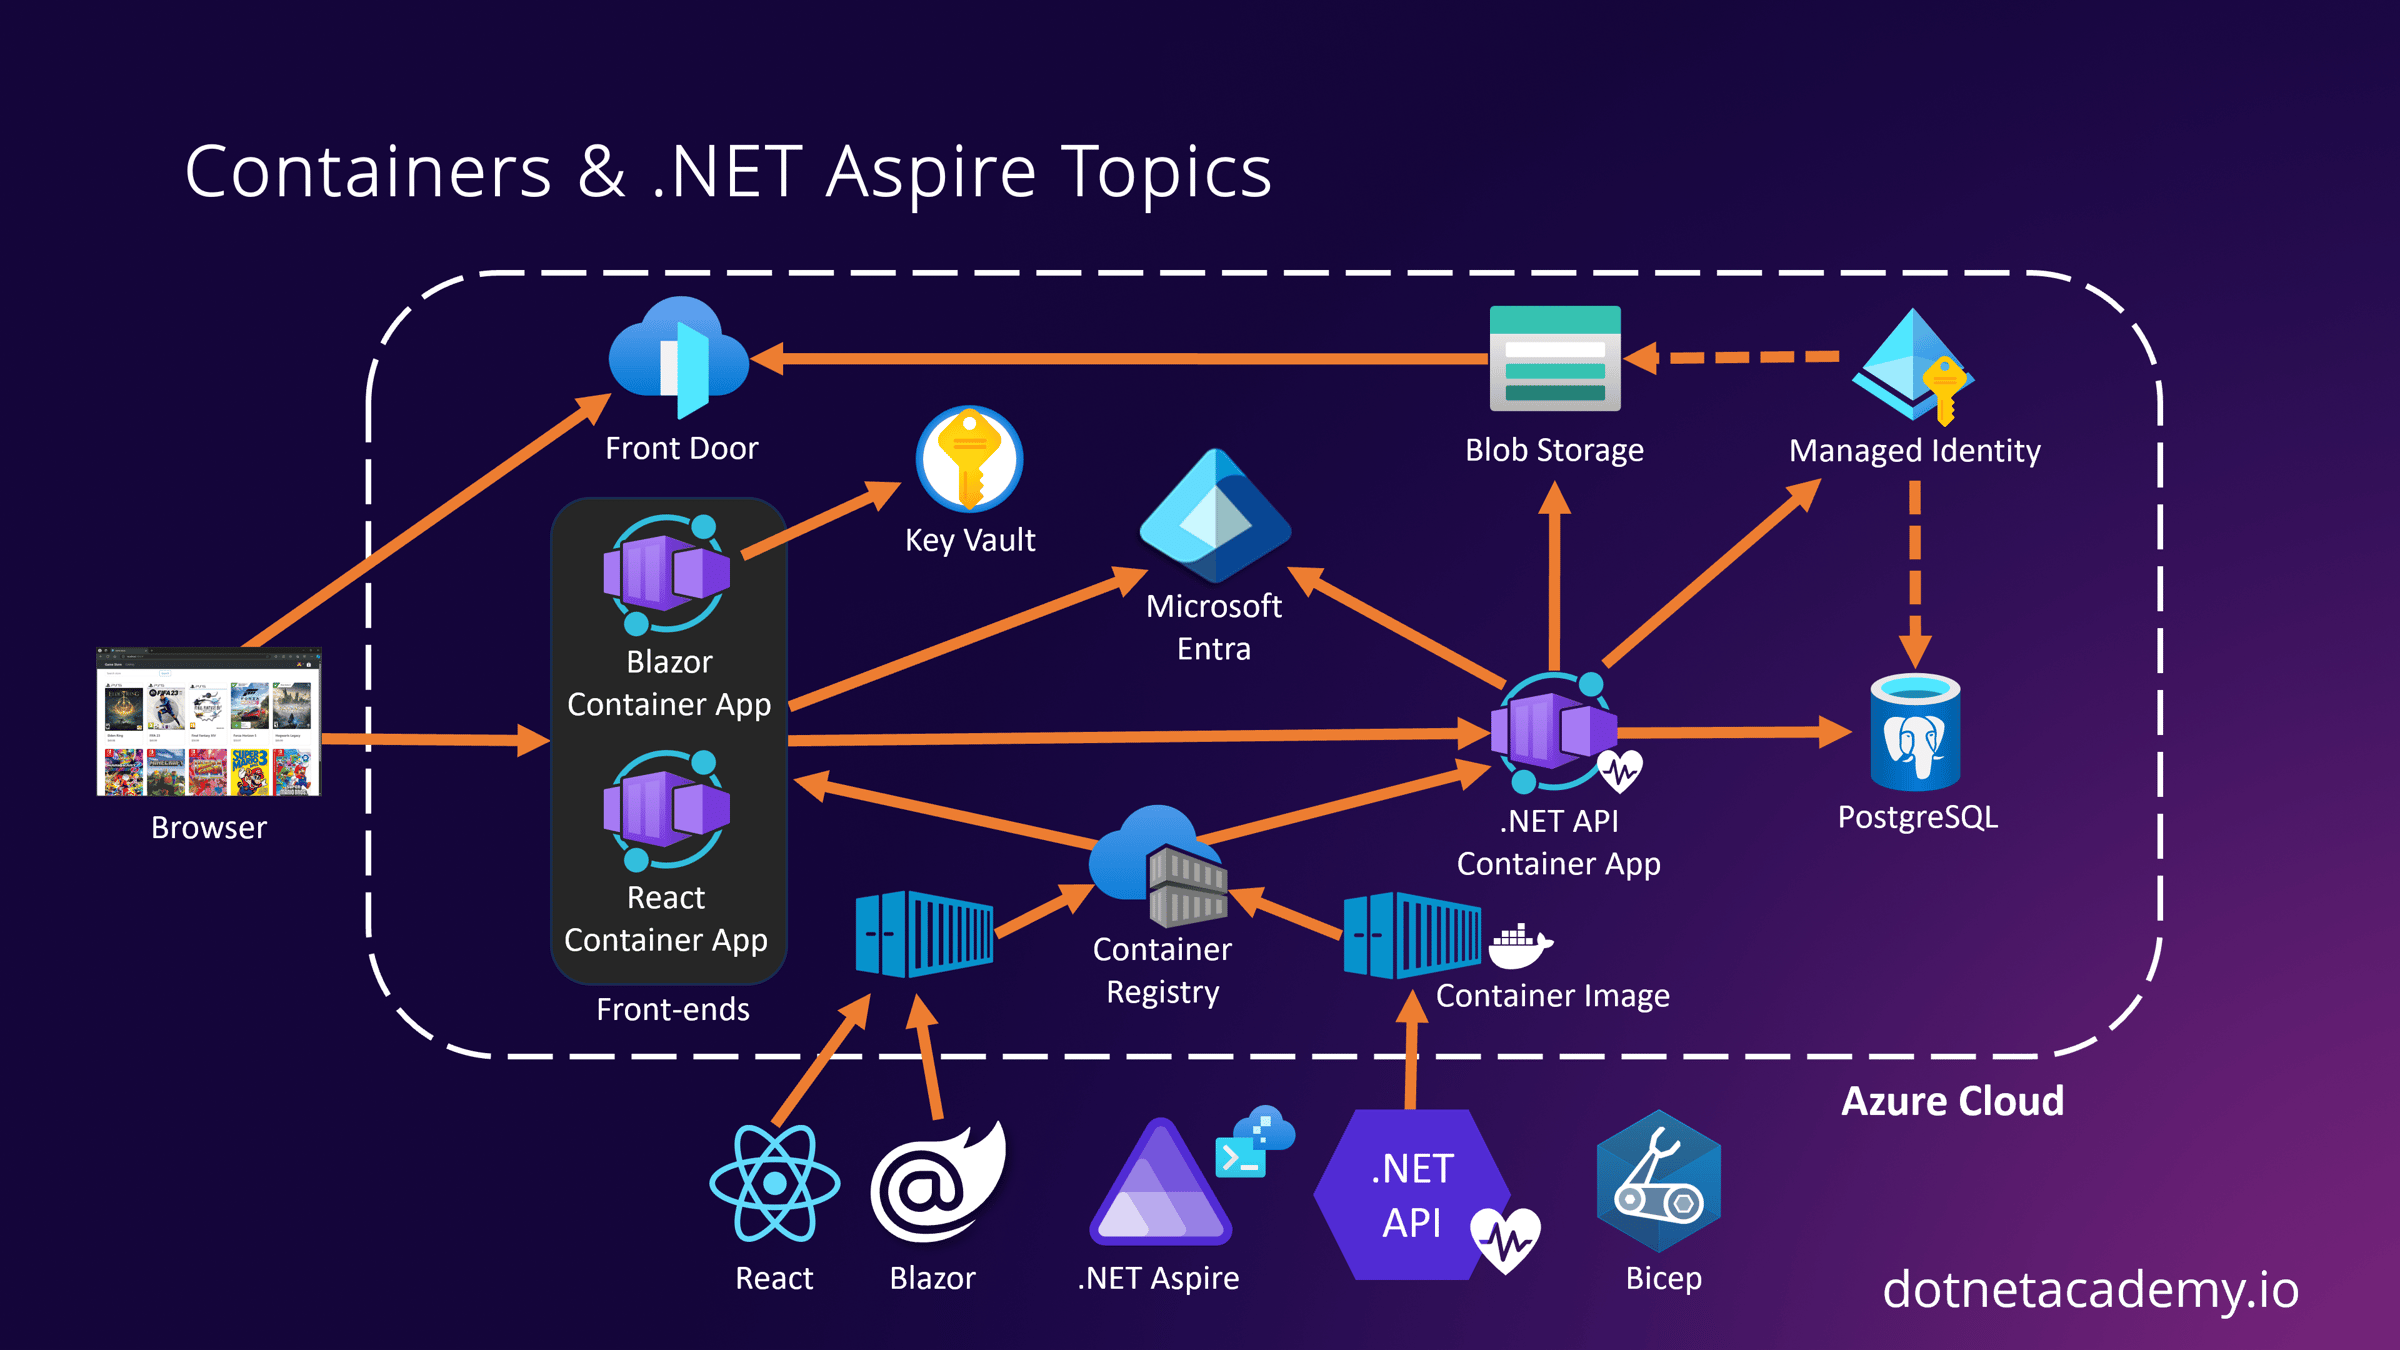 Containers & .NET Aspire Topics
Front Door
Blob Storage
Managed Identity
Key Vault
Microsoft
Entra
Blazor
Container App
React
Container App
Front-ends
Browser
.NET API
Container App
PostgreSQL
Container
Registry
Container Image
Azure Cloud
.NET
API
React
Blazor
.NET Aspire
Bicep
dotnetacademy.io